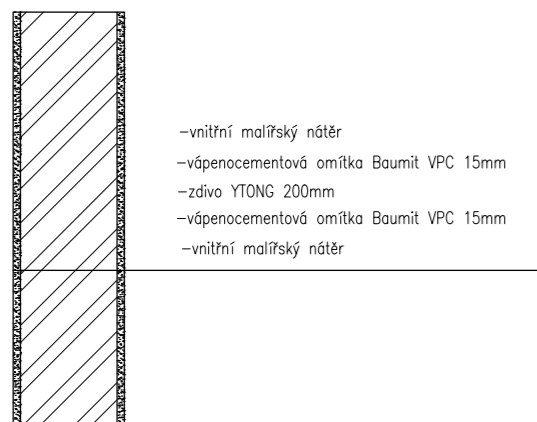 -vnitřní malířský nátěr
-vápenocementová omítka Baumit VPC 15mm
-zdivo YTONG 200mm
-vápenocementová omítka Baumit VPC 15mm
-vnitřní malířský nátěr